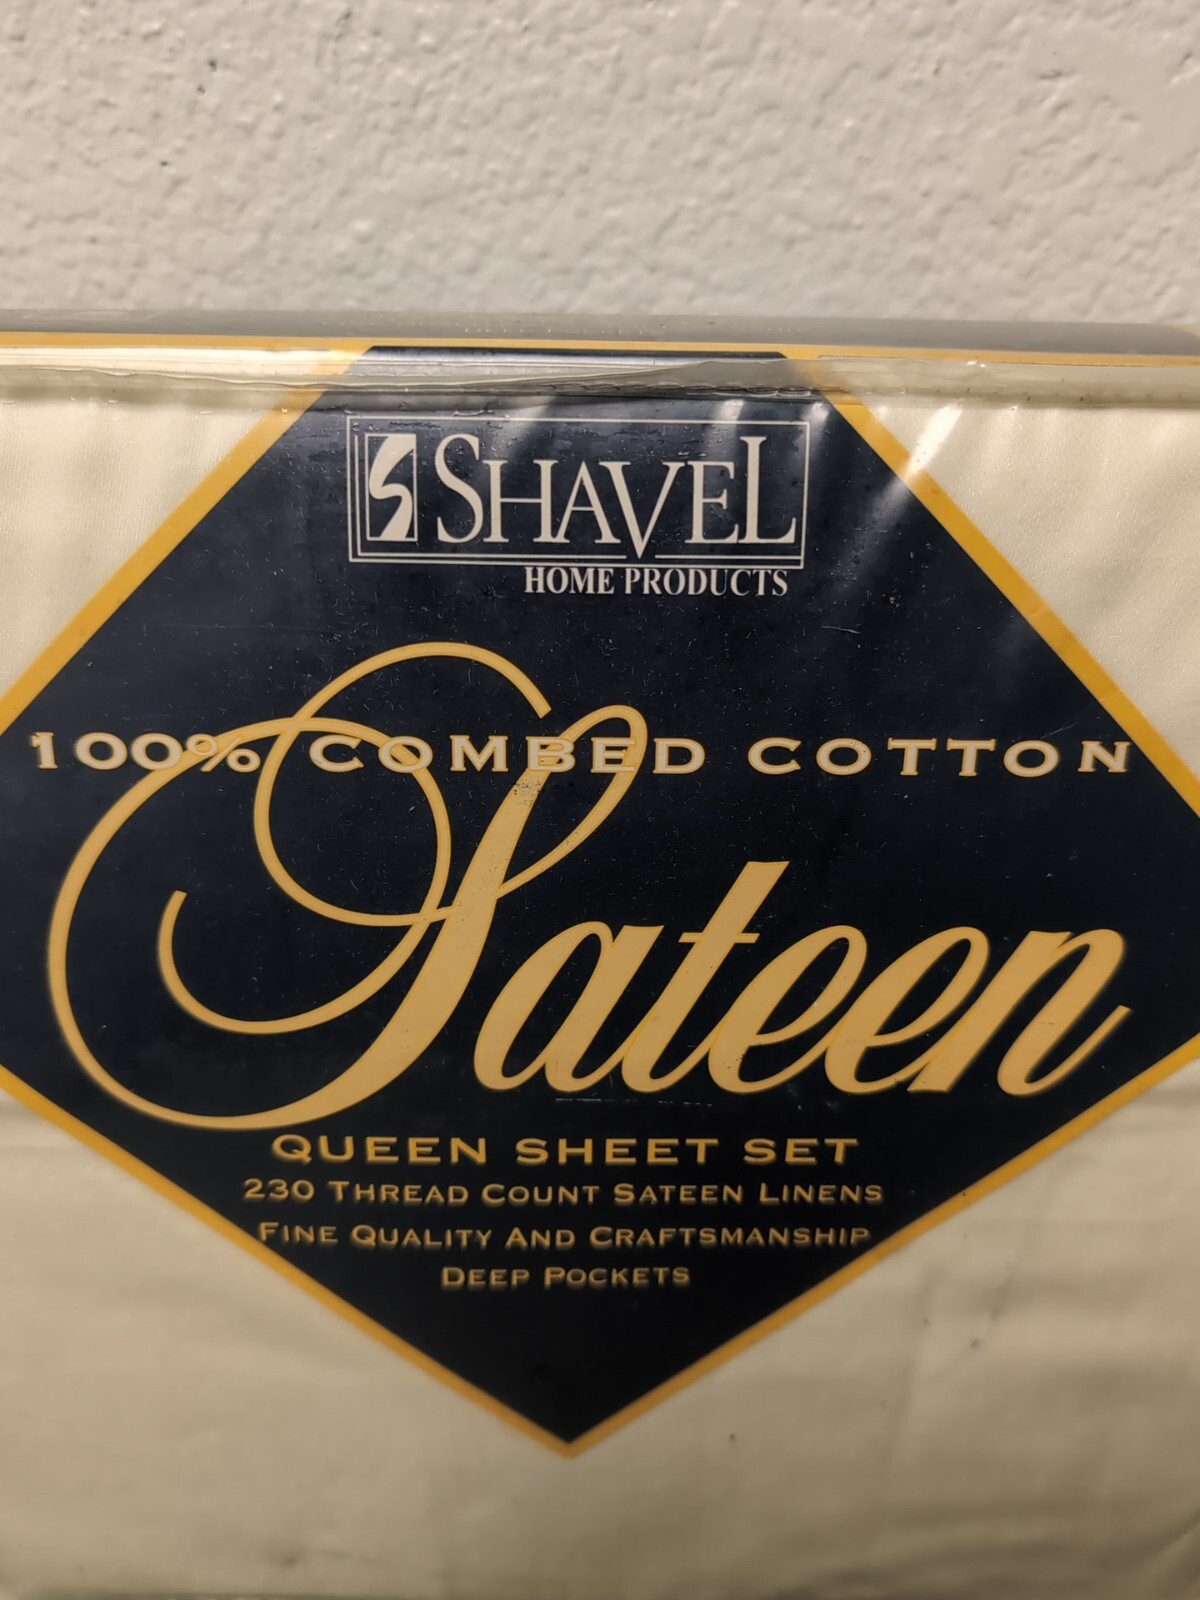 SHAVEL
HOME PRODUCTS
100% COMBED COTTON
Sateen
QUEEN SHEET SET
230 THREAD COUNT SATEEN LINENS
FINE QUALITY AND CRAFTSMANSHIP
DEEP POCKETS